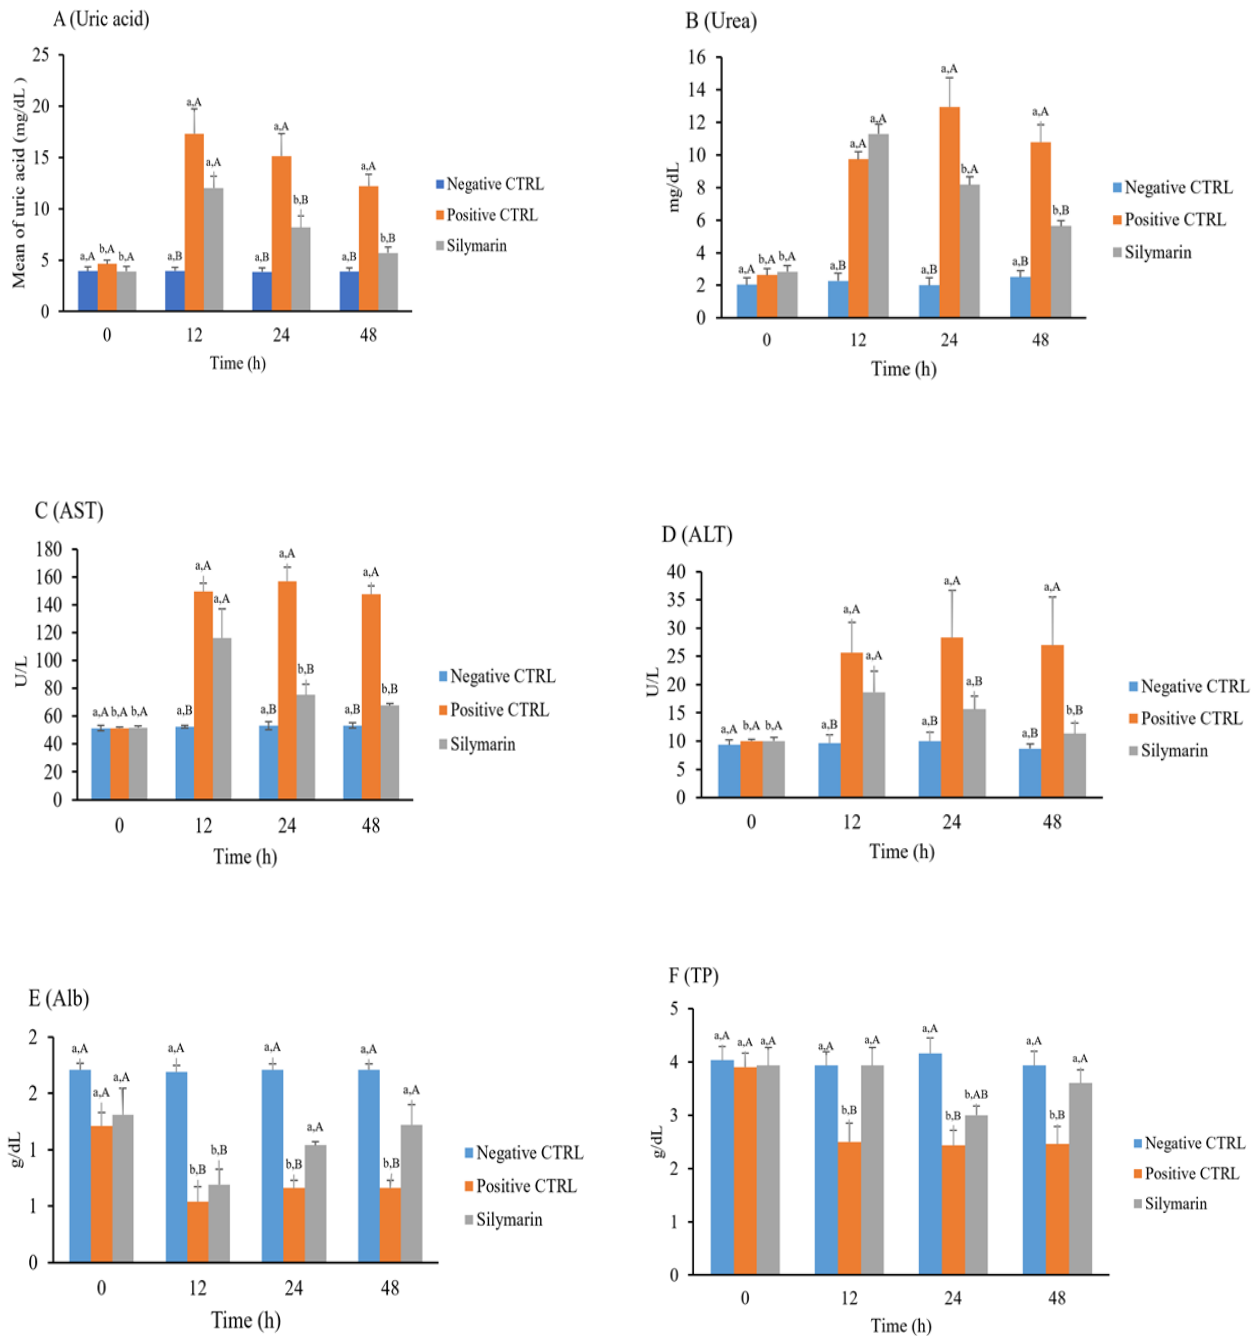 A (Uric acid)
Mean of uric acid (mg/dL )
25
20
15
10
5
0
a,A b,A b,A
a,B a,A a,A
a,B a,A b,B
a,B a,A b,B
0 12 24 48
Time (h)
Negative CTRL
Positive CTRL
Silymarin
B (Urea)
mg/dL
16
14
12
10
8
6
4
2
0
a,A b,A b,A
a,B a,A a,A
a,B a,A b,A
a,B a,A b,B
0 12 24 48
Time (h)
Negative CTRL
Positive CTRL
Silymarin
C (AST)
U/L
180
160
140
120
100
80
60
40
20
0
a,A b,A b,A
a,B a,A a,A
a,B a,A b,B
a,B a,A b,B
0 12 24 48
Time (h)
Negative CTRL
Positive CTRL
Silymarin
D (ALT)
U/L
40
35
30
25
20
15
10
5
0
a,A b,A b,A
a,B a,A a,A
a,B a,A a,B
a,B a,A b,B
0 12 24 48
Time (h)
Negative CTRL
Positive CTRL
Silymarin
E (Alb)
g/dL
2
2
1
1
0
a,A a,A a,A
a,A b,B b,B
a,A b,B a,A
a,A b,B a,A
0 12 24 48
Time (h)
Negative CTRL
Positive CTRL
Silymarin
F (TP)
g/dL
5
4
3
2
1
0
a,A a,A a,A
a,A b,B a,A
a,A b,B b,AB
a,A b,B a,A
0 12 24 48
Time (h)
Negative CTRL
Positive CTRL
Silymarin